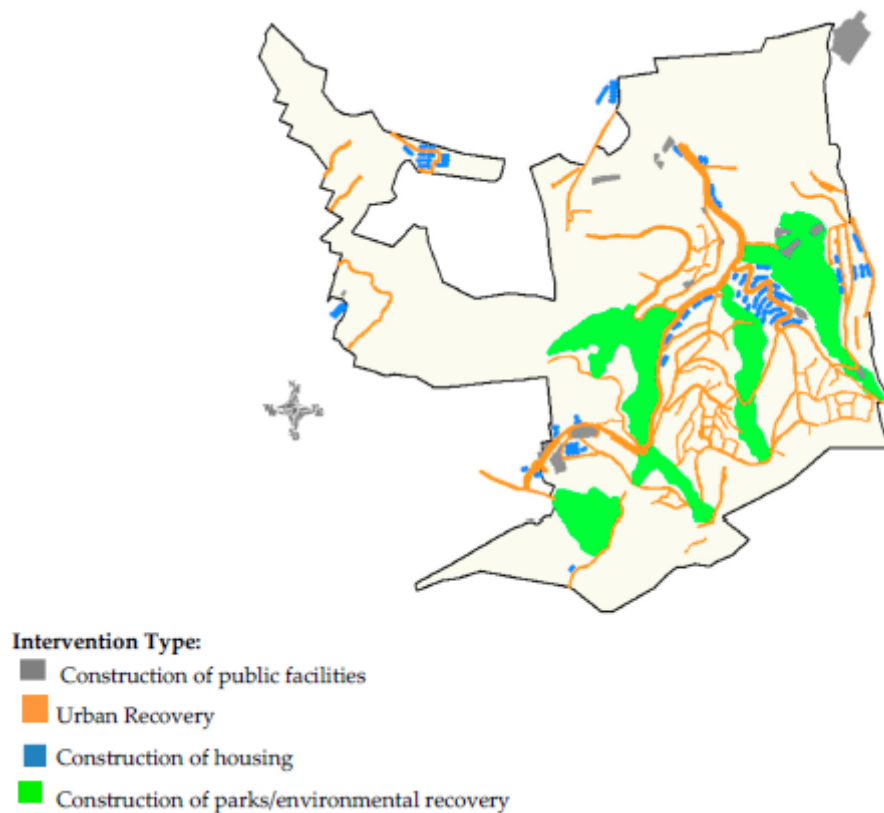 Intervention Type:
Construction of public facilities
Urban Recovery
Construction of housing
Construction of parks/environmental recovery